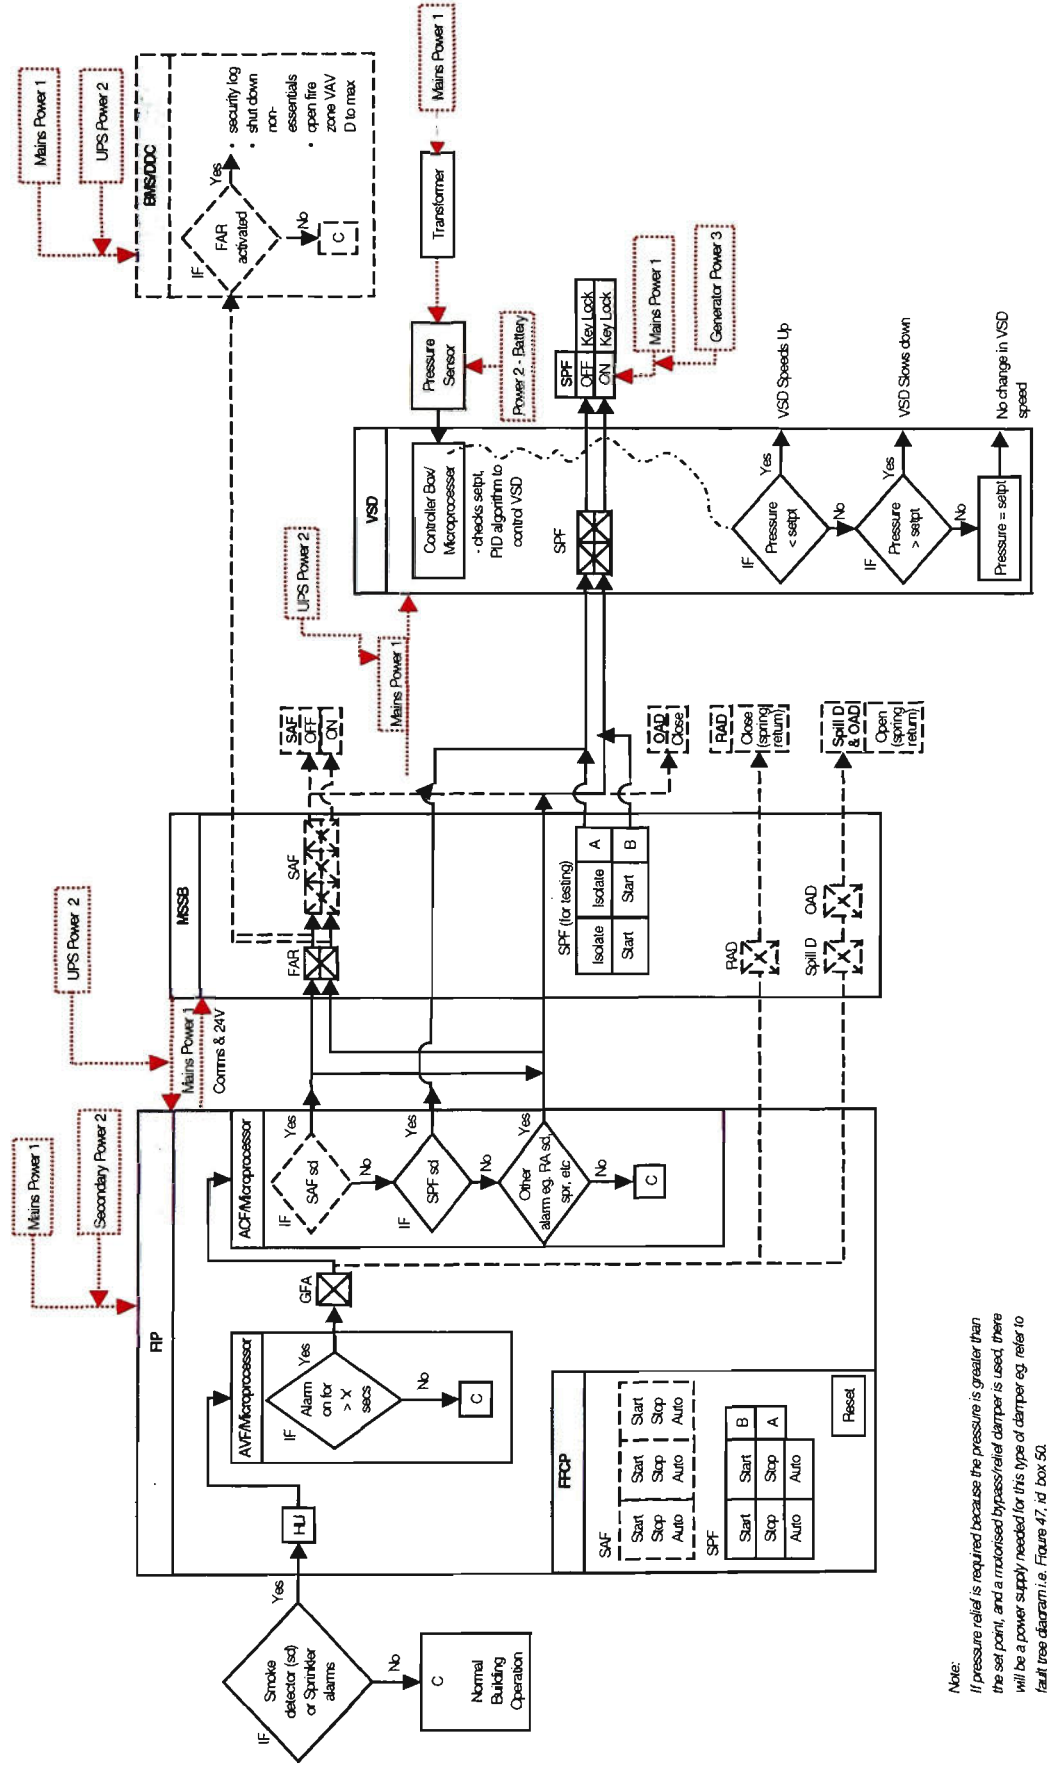 IF
Smoke
detector (sd)
or Sprinkler
alarms
Yes
No
C
Normal
Building
Operation
Mains Power 1
Secondary Power 2
FIP
HLI
AVF/Microprocessor
IF
Alarm
on for
> 'X'
secs
Yes
No
C
GFA
ACF/Microprocessor
IF
SAF sd
Yes
No
IF
SPF sd
Yes
No
Other
alarm eg. RA sd,
spr, etc
Yes
No
C
FFCP
SAF
Start Start Start
Stop Stop Stop
Auto Auto Auto
SPF
Start Start B
Stop Stop A
Auto Auto
Reset
UPS Power 2
Mains Power 1
Comms & 24V
MSSB
FAR
SAF
SPF (for testing)
Isolate Isolate A
Start Start B
RAD
Spill D
OAD
SAF
OFF
ON
OAD
Close
RAD
Close
(spring
return)
Spill D
& OAD
Open
(spring
return)
UPS Power 2
Mains Power 1
VSD
Controller Box/
Microprocesser
- checks setpt,
PID algorithm to
control VSD
SPF
IF
Pressure
< setpt
Yes
VSD Speeds Up
No
IF
Pressure
> setpt
Yes
VSD Slows down
No
Pressure = setpt
No change in VSD
speed
Pressure
Sensor
Power 2 - Battery
Transformer
Mains Power 1
SPF
OFF Key Lock
ON Key Lock
Mains Power 1
Generator Power 3
Mains Power 1
UPS Power 2
BMS/DDC
IF
FAR
activated
Yes
No
C
• security log
• shut down
non-
essentials
• open fire
zone VAV
D to max
Note:
If pressure relief is required because the pressure is greater than
the set point, and a motorised bypass/relief damper is used, there
will be a power supply needed for this type of damper eg. refer to
fault tree diagram i.e. Figure 47, id box 50.